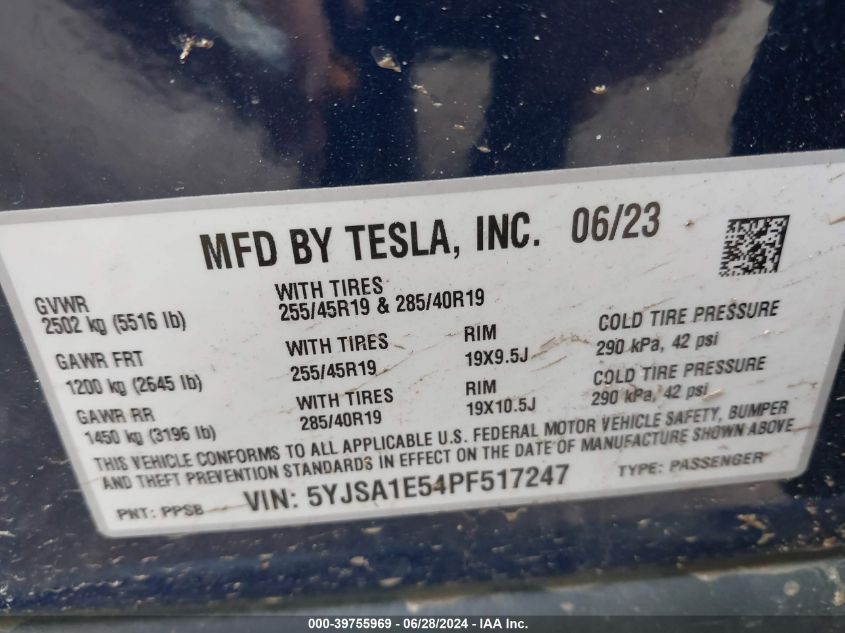 MFD BY TESLA, INC. 06/23
GVWR
2502 kg (5516 lb)
WITH TIRES
255/45R19 & 285/40R19
GAWR FRT
1200 kg (2645 lb)
WITH TIRES
255/45R19
RIM
19X9.5J
COLD TIRE PRESSURE
290 kPa, 42 psi
GAWR RR
1450 kg (3196 lb)
WITH TIRES
285/40R19
RIM
19X10.5J
COLD TIRE PRESSURE
290 kPa, 42 psi
THIS VEHICLE CONFORMS TO ALL APPLICABLE U.S. FEDERAL MOTOR VEHICLE SAFETY, BUMPER
AND THEFT PREVENTION STANDARDS IN EFFECT ON THE DATE OF MANUFACTURE SHOWN ABOVE
PNT: PPSB VIN: 5YJSA1E54PF517247 TYPE: PASSENGER
000-39755969 - 06/28/2024 - IAA Inc.